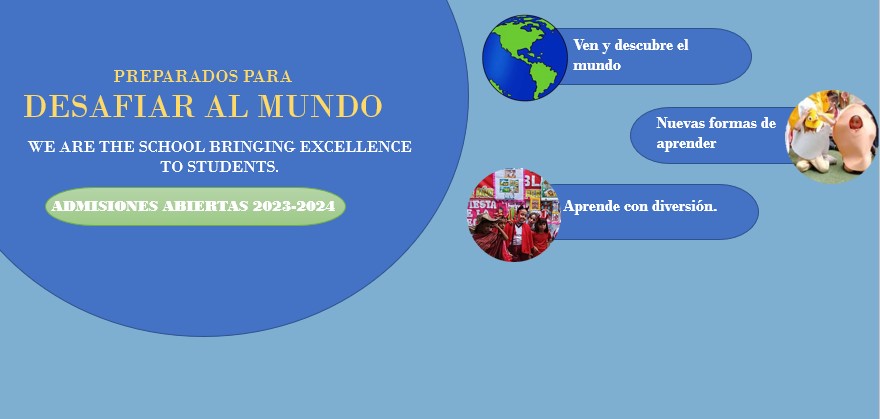 PREPARADOS PARA
DESAFIAR AL MUNDO
WE ARE THE SCHOOL BRINGING EXCELLENCE
TO STUDENTS.
ADMISIONES ABIERTAS 2023-2024
Ven y descubre el
mundo
Nuevas formas de
aprender
Aprende con diversión.